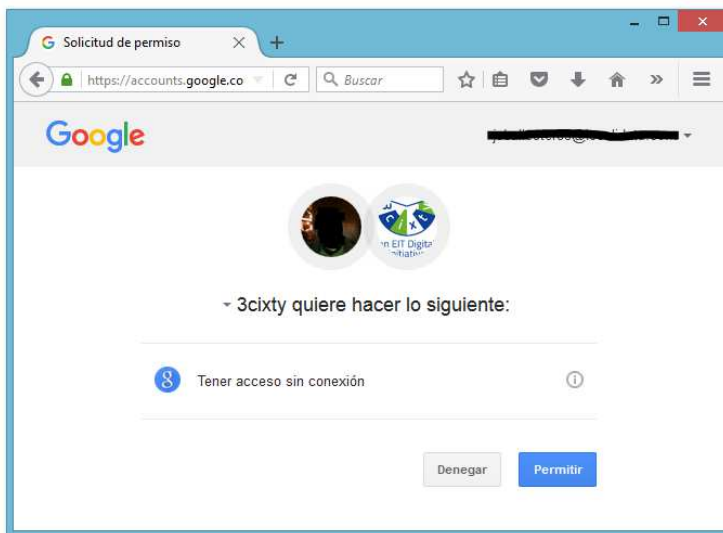 G Solicitud de permiso
https://accounts.google.co
Buscar
Google
3cixty quiere hacer lo siguiente:
Tener acceso sin conexión
Denegar
Permitir